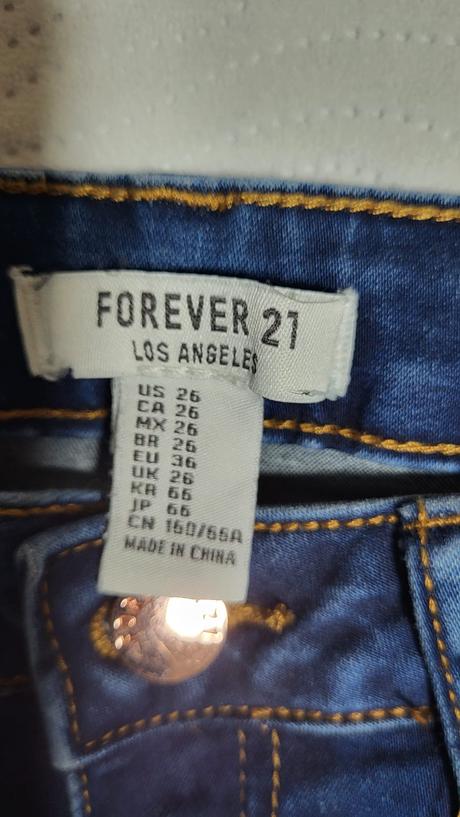 FOREVER 21
LOS ANGELES
US 26
CA 26
MX 26
BR 26
EU 36
UK 26
KR 66
JP 66
CN 160/66A
MADE IN CHINA